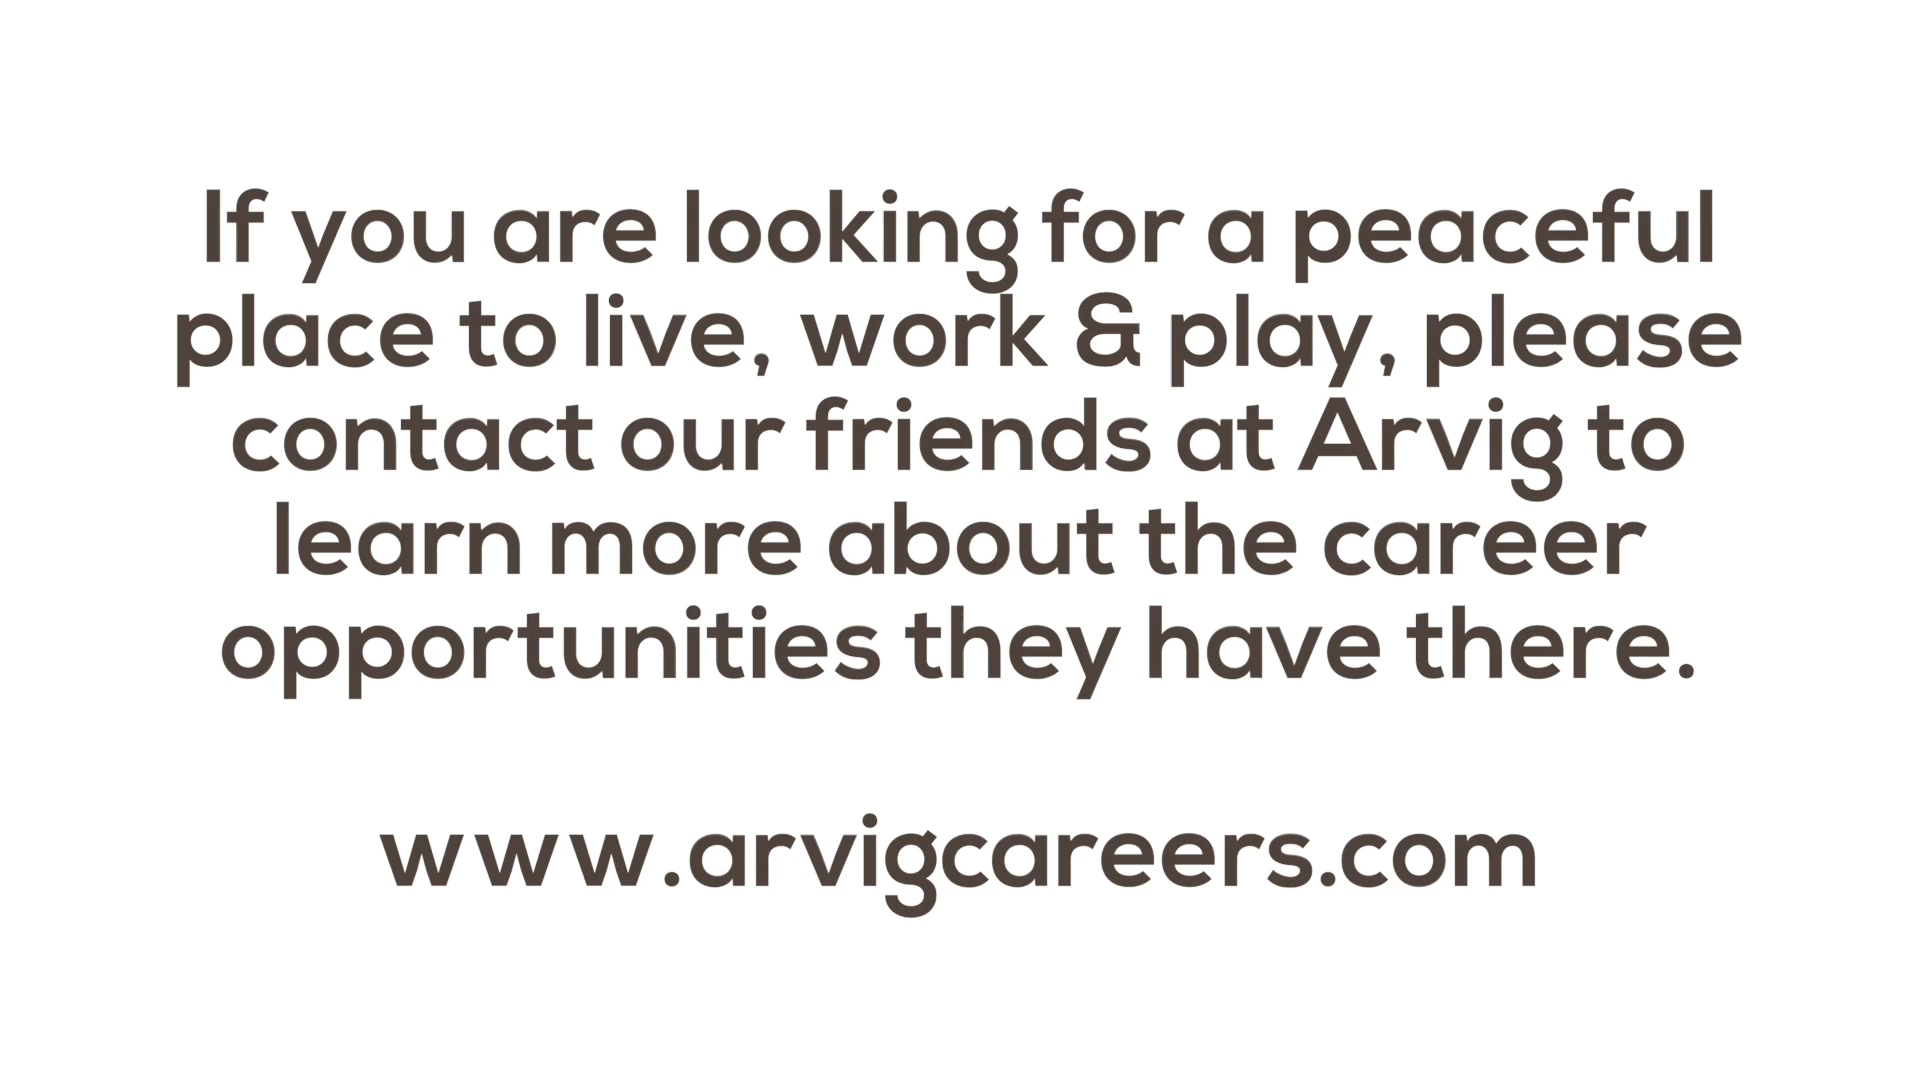 If you are looking for a peaceful
place to live, work & play, please
contact our friends at Arvig to
learn more about the career
opportunities they have there.
www.arvigcareers.com